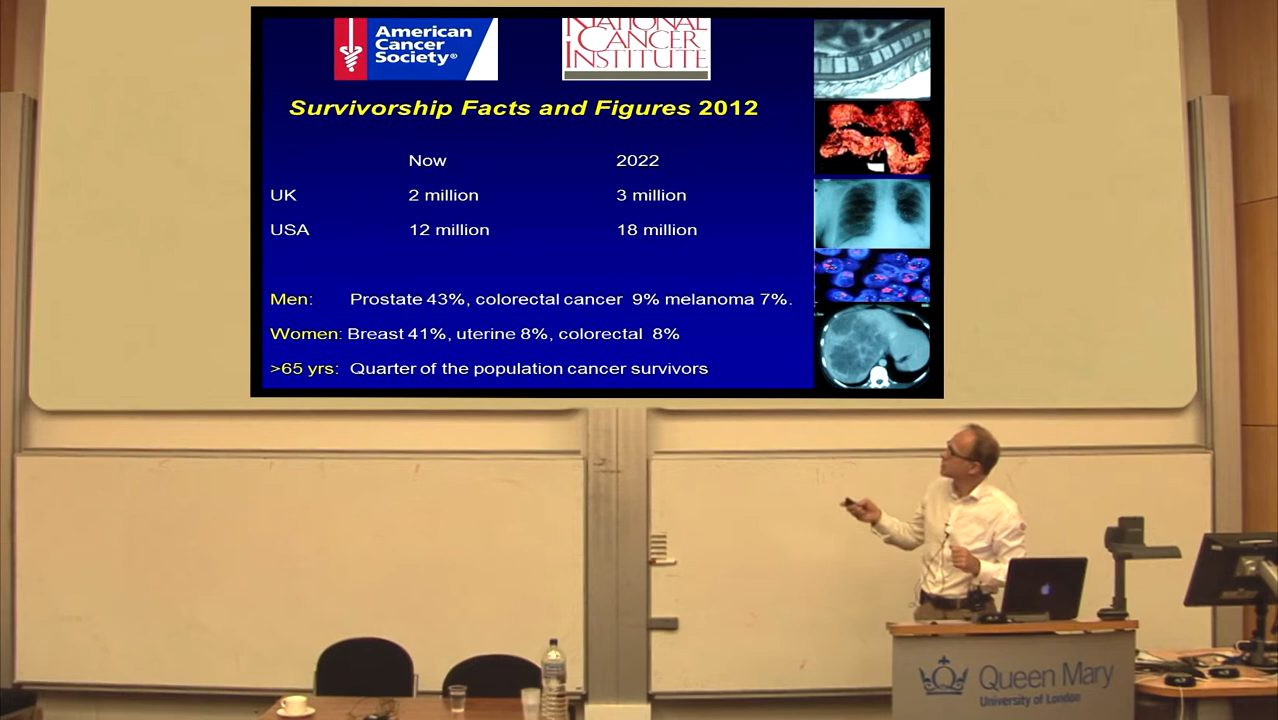 American
Cancer
Society®
NATIONAL
CANCER
INSTITUTE
Survivorship Facts and Figures 2012
Now 2022
UK 2 million 3 million
USA 12 million 18 million
Men: Prostate 43%, colorectal cancer 9% melanoma 7%.
Women: Breast 41%, uterine 8%, colorectal 8%
>65 yrs: Quarter of the population cancer survivors
Queen Mary
University of London